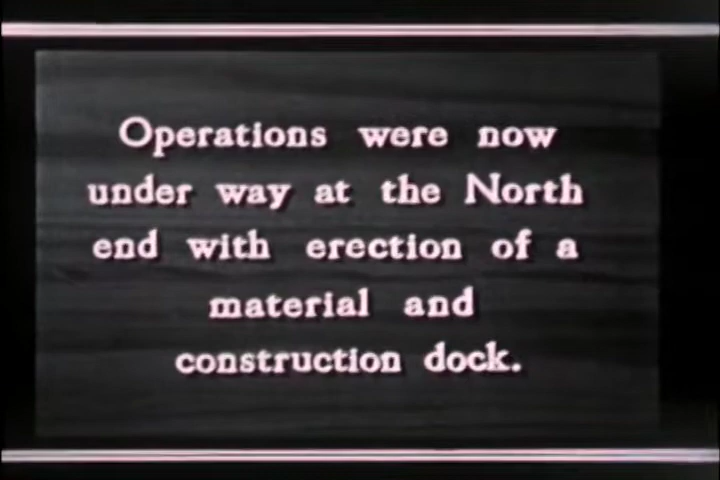 Operations were now
under way at the North
end with erection of a
material and
construction dock.